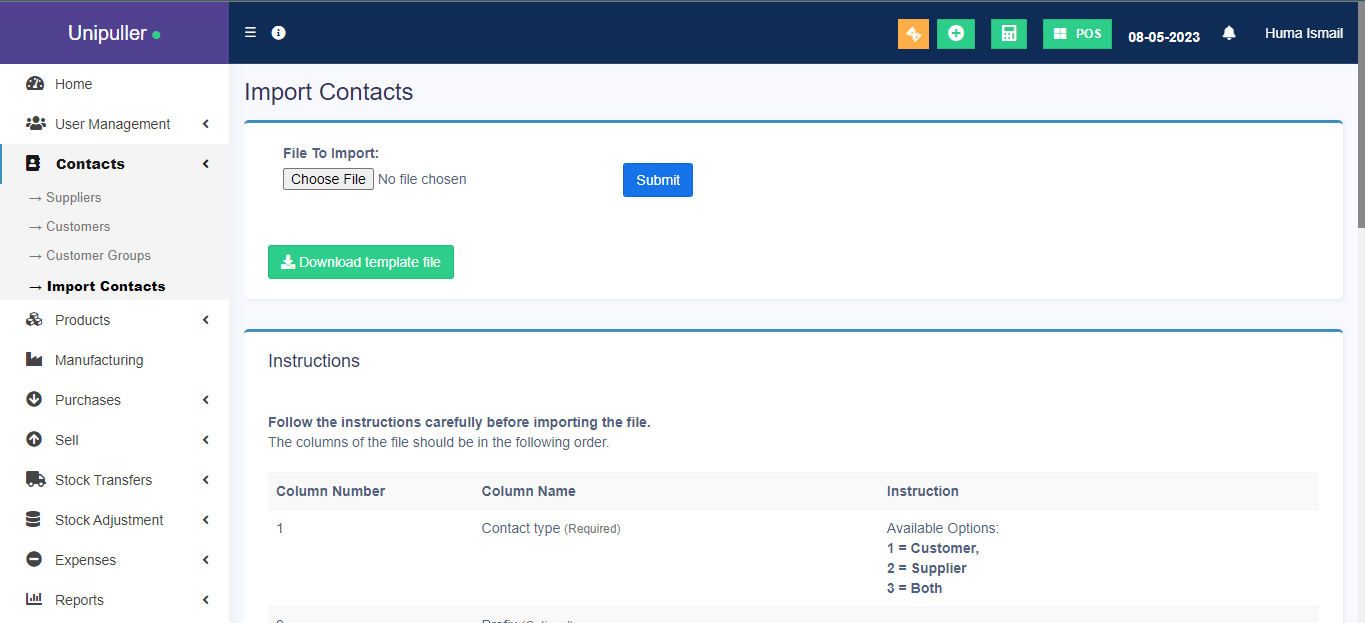 Unipuller
POS
08-05-2023
Huma Ismail
Home
User Management
Contacts
→ Suppliers
→ Customers
→ Customer Groups
→ Import Contacts
Products
Manufacturing
Purchases
Sell
Stock Transfers
Stock Adjustment
Expenses
Reports
Import Contacts
File To Import:
Choose File No file chosen
Submit
Download template file
Instructions
Follow the instructions carefully before importing the file.
The columns of the file should be in the following order.
Column Number Column Name Instruction
1 Contact type (Required) Available Options:
1 = Customer,
2 = Supplier
3 = Both